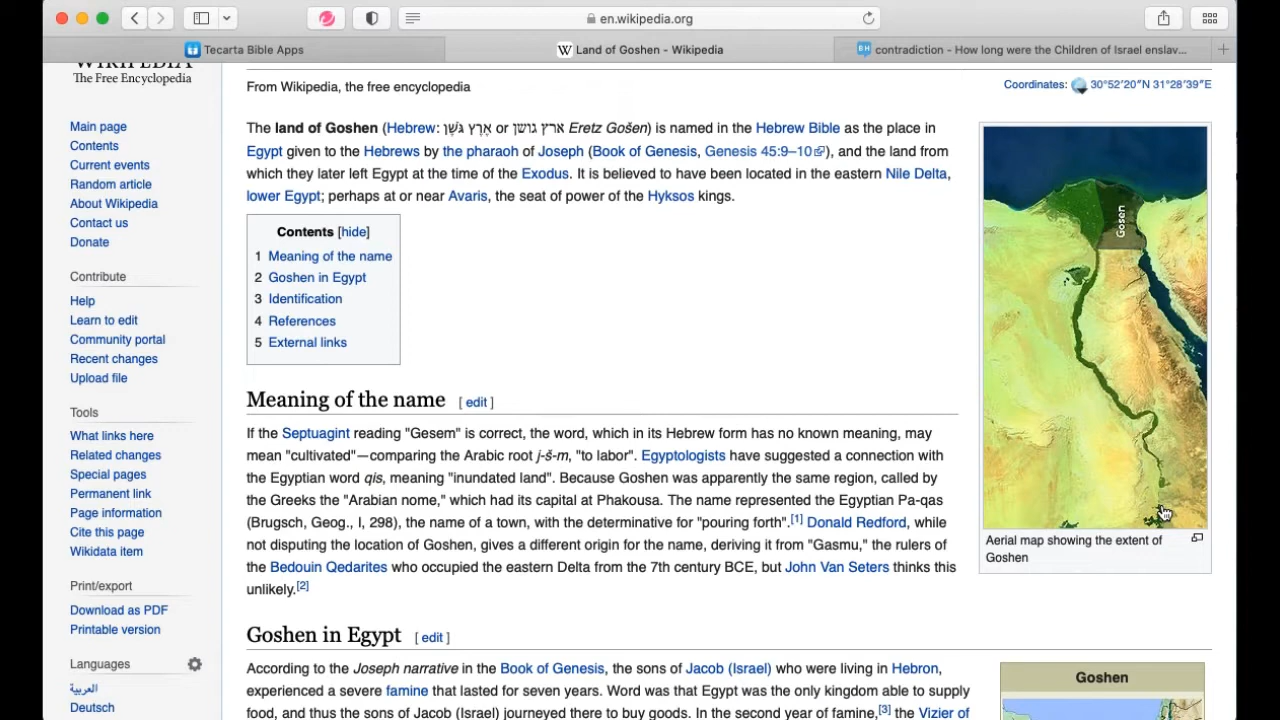 en.wikipedia.org
Tecarta Bible Apps
W Land of Goshen - Wikipedia
BH contradiction - How long were the Children of Israel enslav...
WIKIPEDIA
The Free Encyclopedia
Main page
Contents
Current events
Random article
About Wikipedia
Contact us
Donate
Contribute
Help
Learn to edit
Community portal
Recent changes
Upload file
Tools
What links here
Related changes
Special pages
Permanent link
Page information
Cite this page
Wikidata item
Print/export
Download as PDF
Printable version
Languages
العربية
Deutsch
From Wikipedia, the free encyclopedia
Coordinates: 30°52′20″N 31°28′39″E
The land of Goshen (Hebrew: אֶרֶץ גֹּשֶׁן or ארץ גושן Eretz Gošen) is named in the Hebrew Bible as the place in
Egypt given to the Hebrews by the pharaoh of Joseph (Book of Genesis, Genesis 45:9–10), and the land from
which they later left Egypt at the time of the Exodus. It is believed to have been located in the eastern Nile Delta,
lower Egypt; perhaps at or near Avaris, the seat of power of the Hyksos kings.
Contents [hide]
1 Meaning of the name
2 Goshen in Egypt
3 Identification
4 References
5 External links
Gosen
Aerial map showing the extent of
Goshen
Meaning of the name [ edit ]
If the Septuagint reading "Gesem" is correct, the word, which in its Hebrew form has no known meaning, may
mean "cultivated"—comparing the Arabic root j-š-m, "to labor". Egyptologists have suggested a connection with
the Egyptian word qis, meaning "inundated land". Because Goshen was apparently the same region, called by
the Greeks the "Arabian nome," which had its capital at Phakousa. The name represented the Egyptian Pa-qas
(Brugsch, Geog., I, 298), the name of a town, with the determinative for "pouring forth".[1] Donald Redford, while
not disputing the location of Goshen, gives a different origin for the name, deriving it from "Gasmu," the rulers of
the Bedouin Qedarites who occupied the eastern Delta from the 7th century BCE, but John Van Seters thinks this
unlikely.[2]
Goshen in Egypt [ edit ]
According to the Joseph narrative in the Book of Genesis, the sons of Jacob (Israel) who were living in Hebron,
experienced a severe famine that lasted for seven years. Word was that Egypt was the only kingdom able to supply
food, and thus the sons of Jacob (Israel) journeyed there to buy goods. In the second year of famine,[3] the Vizier of
Goshen